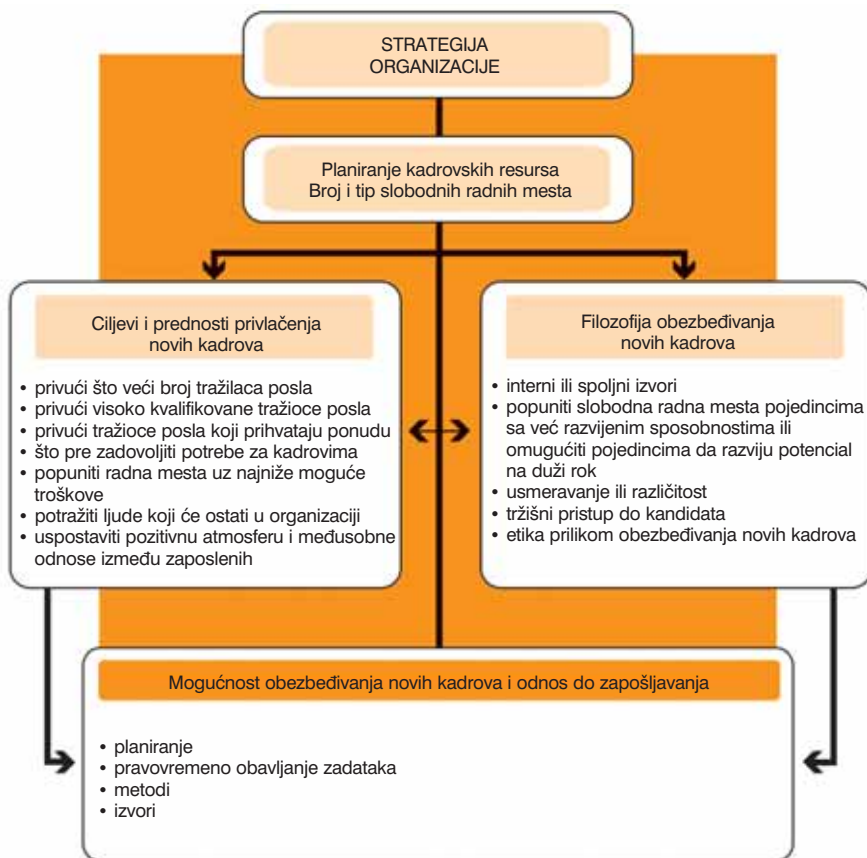 STRATEGIJA
ORGANIZACIJE
Planiranje kadrovskih resursa
Broj i tip slobodnih radnih mesta
Ciljevi i prednosti privlačenja
novih kadrova
• privući što veći broj tražilaca posla
• privući visoko kvalifikovane tražioce posla
• privući tražioce posla koji prihvataju ponudu
• što pre zadovoljiti potrebe za kadrovima
• popuniti radna mesta uz najniže moguće
troškove
• potražiti ljude koji će ostati u organizaciji
• uspostaviti pozitivnu atmosferu i međusobne
odnose između zaposlenih
Filozofija obezbeđivanja
novih kadrova
• interni ili spoljni izvori
• popuniti slobodna radna mesta pojedincima
sa već razvijenim sposobnostima ili
omugućiti pojedincima da razviju potencial
na duži rok
• usmeravanje ili različitost
• tržišni pristup do kandidata
• etika prilikom obezbeđivanja novih kadrova
Mogućnost obezbeđivanja novih kadrova i odnos do zapošljavanja
• planiranje
• pravovremeno obavljanje zadataka
• metodi
• izvori